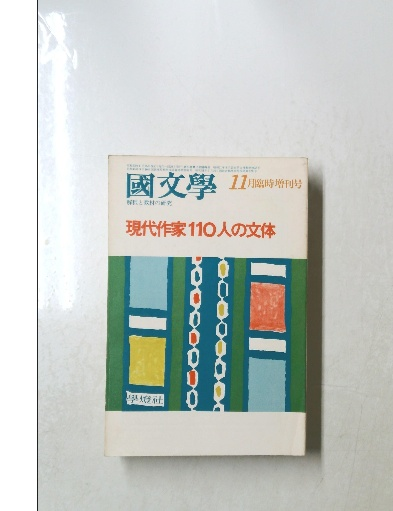 國文學
11月臨時増刊号
解釈と教材の研究
現代作家110人の文体
學燈社